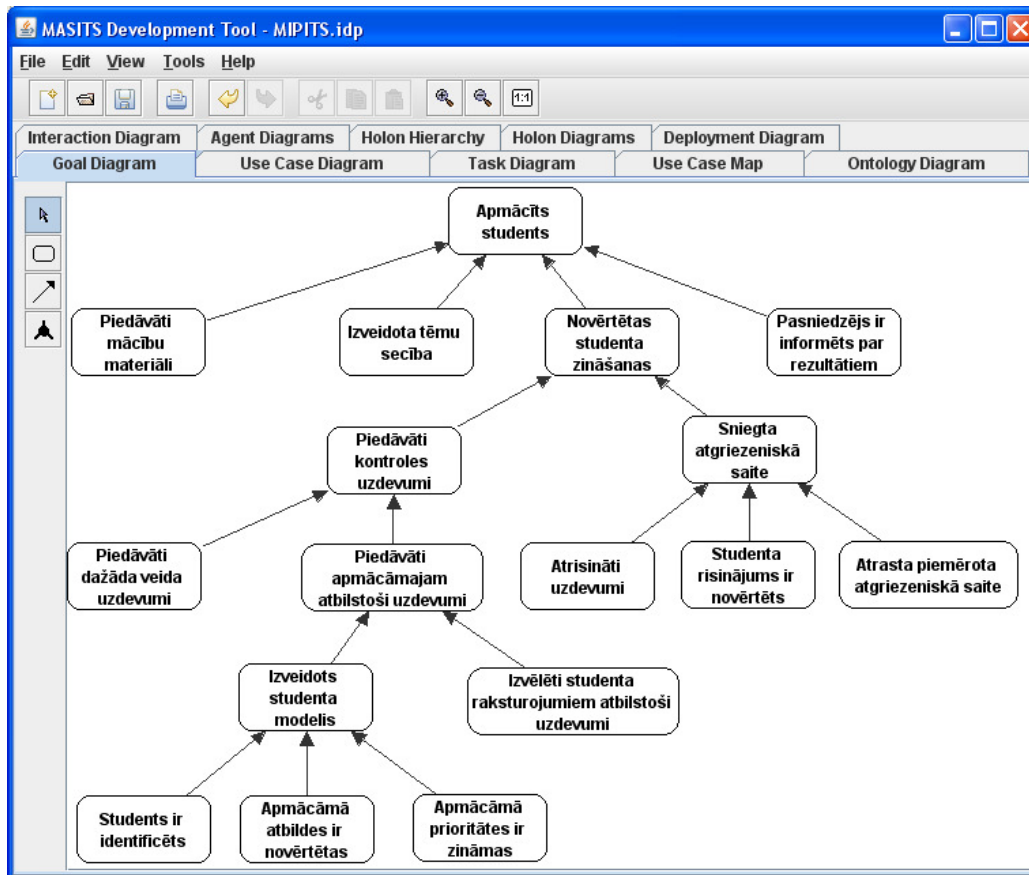 MASITS Development Tool - MIPITS.idp
File Edit View Tools Help
1:1
Interaction Diagram Agent Diagrams Holon Hierarchy Holon Diagrams Deployment Diagram
Goal Diagram Use Case Diagram Task Diagram Use Case Map Ontology Diagram
Apmācīts
students
Piedāvāti
mācību
materiāli
Izveidota tēmu
secība
Novērtētas
studenta
zināšanas
Pasniedzējs ir
informēts par
rezultātiem
Piedāvāti
kontroles
uzdevumi
Sniegta
atgriezeniskā
saite
Piedāvāti
dažāda veida
uzdevumi
Piedāvāti
apmācāmajam
atbilstoši uzdevumi
Atrisināti
uzdevumi
Studenta
risinājums ir
novērtēts
Atrasta piemērota
atgriezeniskā saite
Izveidots
studenta
modelis
Izvēlēti studenta
raksturojumiem atbilstoši
uzdevumi
Students ir
identificēts
Apmācāmā
atbildes ir
novērtētas
Apmācāmā
prioritātes ir
zināmas